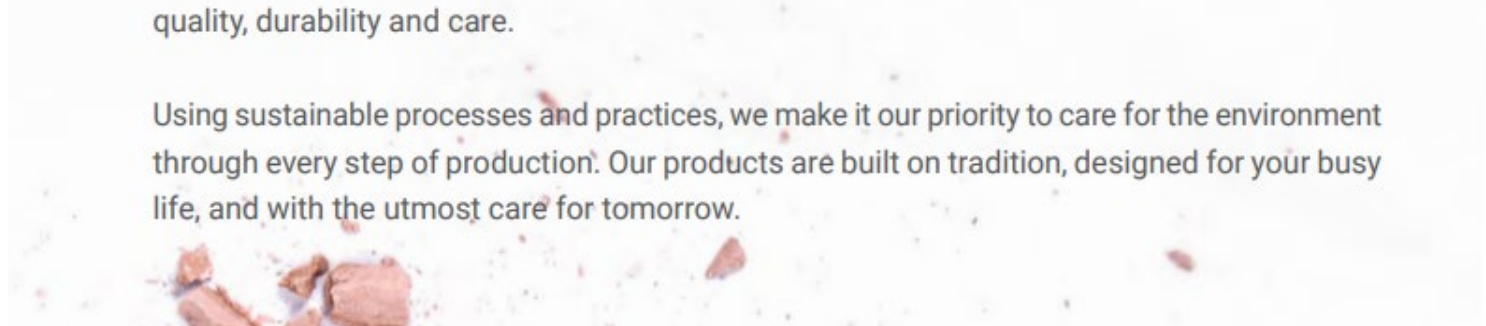 quality, durability and care.
Using sustainable processes and practices, we make it our priority to care for the environment
through every step of production. Our products are built on tradition, designed for your busy
life, and with the utmost care for tomorrow.